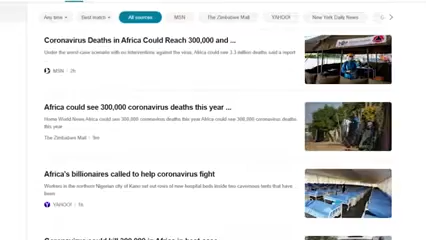 Any time Best match All sources MSN The Zimbabwe Mail YAHOO! New York Daily News
Coronavirus Deaths in Africa Could Reach 300,000 and ...
Under the worst-case scenario with no interventions against the virus, Africa could see 3.3 million deaths said a report
MSN · 2h
Africa could see 300,000 coronavirus deaths this year ...
Home World News Africa could see 300,000 coronavirus deaths this year Africa could see 300,000 coronavirus deaths
this year
The Zimbabwe Mail ·
Africa's billionaires called to help coronavirus fight
Workers in the northern Nigerian city of Kano set out rows of new hospital beds inside two cavernous tents that have
been
YAHOO! ·